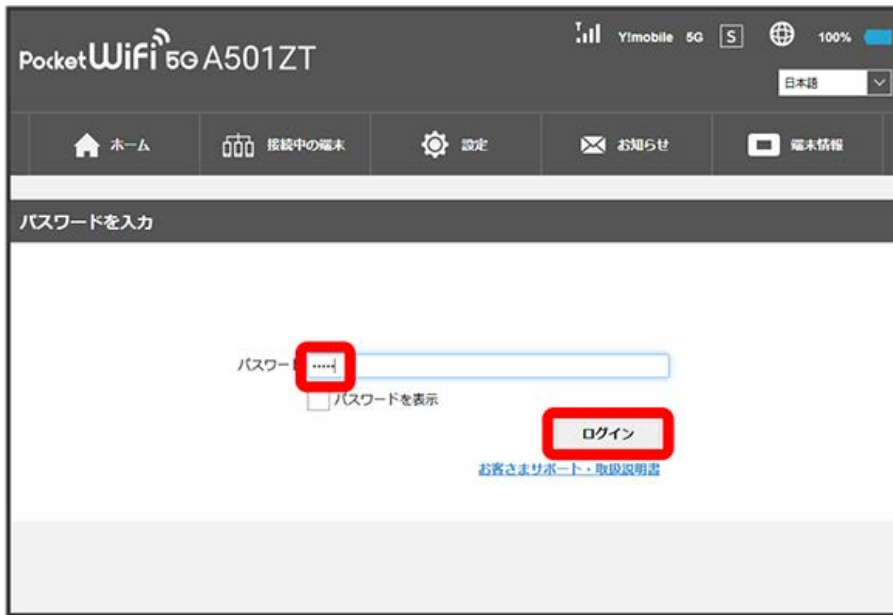 Y!mobile 5G S 100%
PocketWiFi 5G A501ZT
日本語
ホーム 接続中の端末 設定 お知らせ 端末情報
パスワードを入力
パスワー •••••
パスワードを表示
ログイン
お客さまサポート・取扱説明書